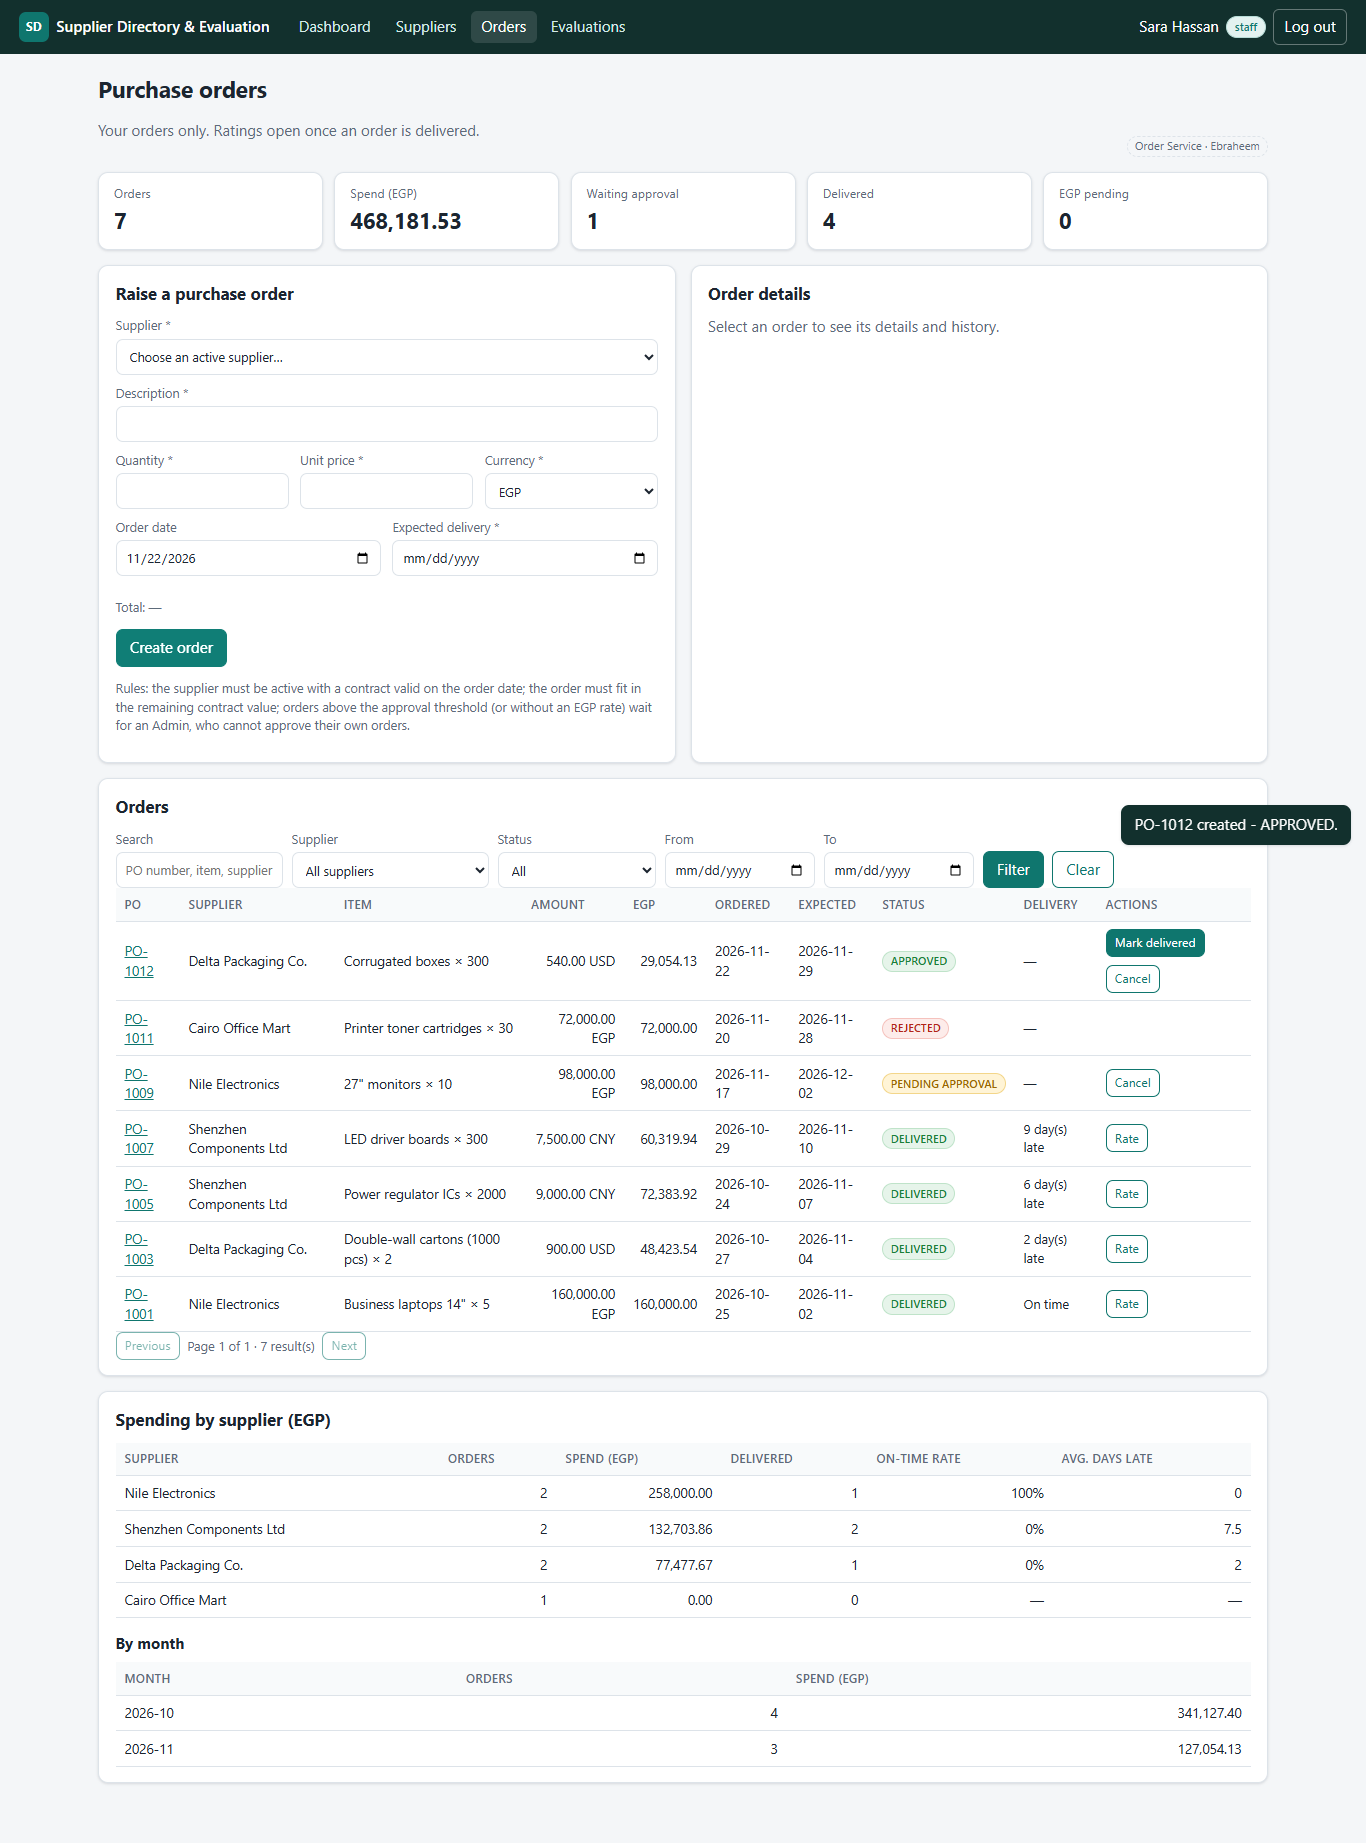 SD Supplier Directory & Evaluation Dashboard Suppliers Orders Evaluations Sara Hassan staff Log out
Purchase orders
Your orders only. Ratings open once an order is delivered.
Order Service · Ebraheem
Orders
7
Spend (EGP)
468,181.53
Waiting approval
1
Delivered
4
EGP pending
0
Raise a purchase order
Supplier *
Choose an active supplier...
Description *
Quantity * Unit price * Currency *
EGP
Order date Expected delivery *
11/22/2026 mm/dd/yyyy
Total: —
Create order
Rules: the supplier must be active with a contract valid on the order date; the order must fit in
the remaining contract value; orders above the approval threshold (or without an EGP rate) wait
for an Admin, who cannot approve their own orders.
Order details
Select an order to see its details and history.
Orders
PO-1012 created - APPROVED.
Search Supplier Status From To
PO number, item, supplier All suppliers All mm/dd/yyyy mm/dd/yyyy Filter Clear
PO SUPPLIER ITEM AMOUNT EGP ORDERED EXPECTED STATUS DELIVERY ACTIONS
PO-
1012 Delta Packaging Co. Corrugated boxes × 300 540.00 USD 29,054.13 2026-11-
22 2026-11-
29 APPROVED — Mark delivered
Cancel
PO-
1011 Cairo Office Mart Printer toner cartridges × 30 72,000.00
EGP 72,000.00 2026-11-
20 2026-11-
28 REJECTED —
PO-
1009 Nile Electronics 27" monitors × 10 98,000.00
EGP 98,000.00 2026-11-
17 2026-12-
02 PENDING APPROVAL — Cancel
PO-
1007 Shenzhen
Components Ltd LED driver boards × 300 7,500.00 CNY 60,319.94 2026-10-
29 2026-11-
10 DELIVERED 9 day(s)
late Rate
PO-
1005 Shenzhen
Components Ltd Power regulator ICs × 2000 9,000.00 CNY 72,383.92 2026-10-
24 2026-11-
07 DELIVERED 6 day(s)
late Rate
PO-
1003 Delta Packaging Co. Double-wall cartons (1000
pcs) × 2 900.00 USD 48,423.54 2026-10-
27 2026-11-
04 DELIVERED 2 day(s)
late Rate
PO-
1001 Nile Electronics Business laptops 14" × 5 160,000.00
EGP 160,000.00 2026-10-
25 2026-11-
02 DELIVERED On time Rate
Previous Page 1 of 1 · 7 result(s) Next
Spending by supplier (EGP)
SUPPLIER ORDERS SPEND (EGP) DELIVERED ON-TIME RATE AVG. DAYS LATE
Nile Electronics 2 258,000.00 1 100% 0
Shenzhen Components Ltd 2 132,703.86 2 0% 7.5
Delta Packaging Co. 2 77,477.67 1 0% 2
Cairo Office Mart 1 0.00 0 — —
By month
MONTH ORDERS SPEND (EGP)
2026-10 4 341,127.40
2026-11 3 127,054.13